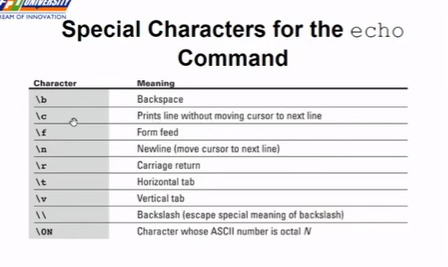 UNIVERSITY
REAM OF INNOVATION
Special Characters for the echo
Command
Character Meaning
\b Backspace
\c Prints line without moving cursor to next line
\f Form feed
\n Newline (move cursor to next line)
\r Carriage return
\t Horizontal tab
\v Vertical tab
\\ Backslash (escape special meaning of backslash)
\0N Character whose ASCII number is octal N